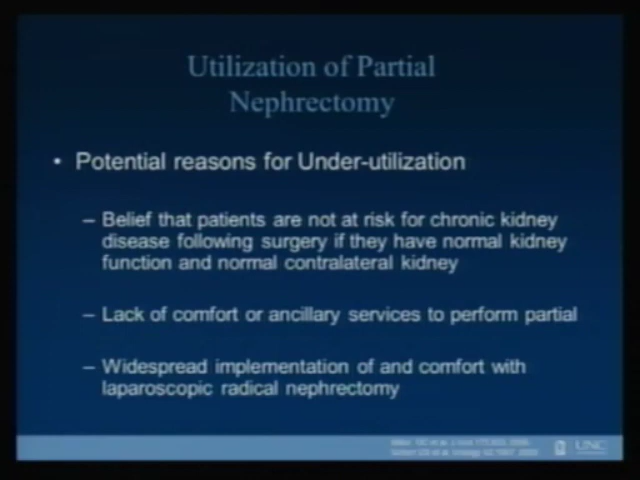 Utilization of Partial
Nephrectomy
• Potential reasons for Under-utilization
– Belief that patients are not at risk for chronic kidney
disease following surgery if they have normal kidney
function and normal contralateral kidney
– Lack of comfort or ancillary services to perform partial
– Widespread implementation of and comfort with
laparoscopic radical nephrectomy
UNC